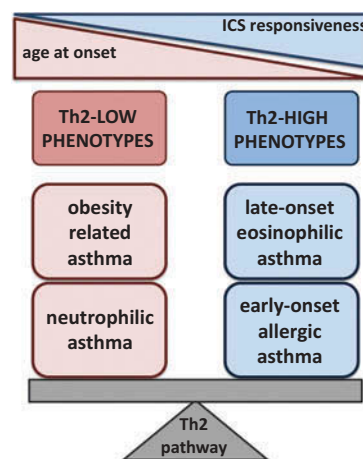 ICS responsiveness
age at onset
Th2-LOW
PHENOTYPES
Th2-HIGH
PHENOTYPES
obesity
related
asthma
late-onset
eosinophilic
asthma
neutrophilic
asthma
early-onset
allergic
asthma
Th2
pathway